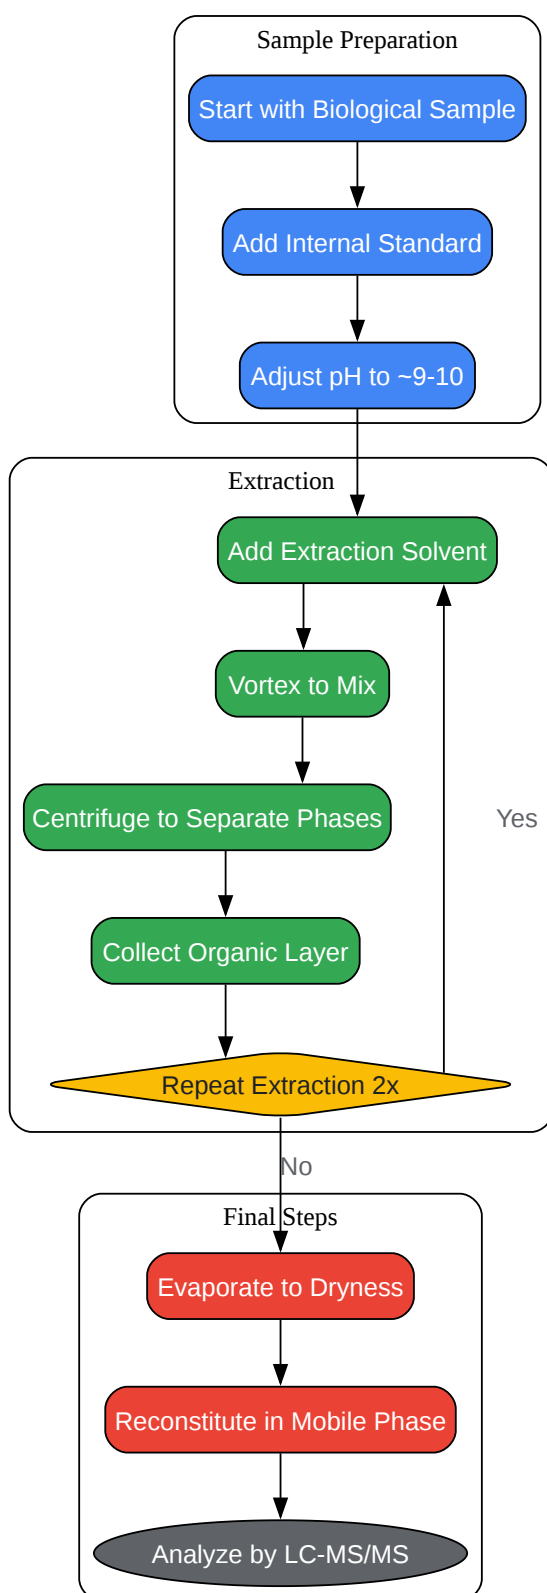 Sample Preparation
Start with Biological Sample
Add Internal Standard
Adjust pH to ~9-10
Extraction
Add Extraction Solvent
Vortex to Mix
Centrifuge to Separate Phases
Yes
Collect Organic Layer
Repeat Extraction 2x
No
Final Steps
Evaporate to Dryness
Reconstitute in Mobile Phase
Analyze by LC-MS/MS